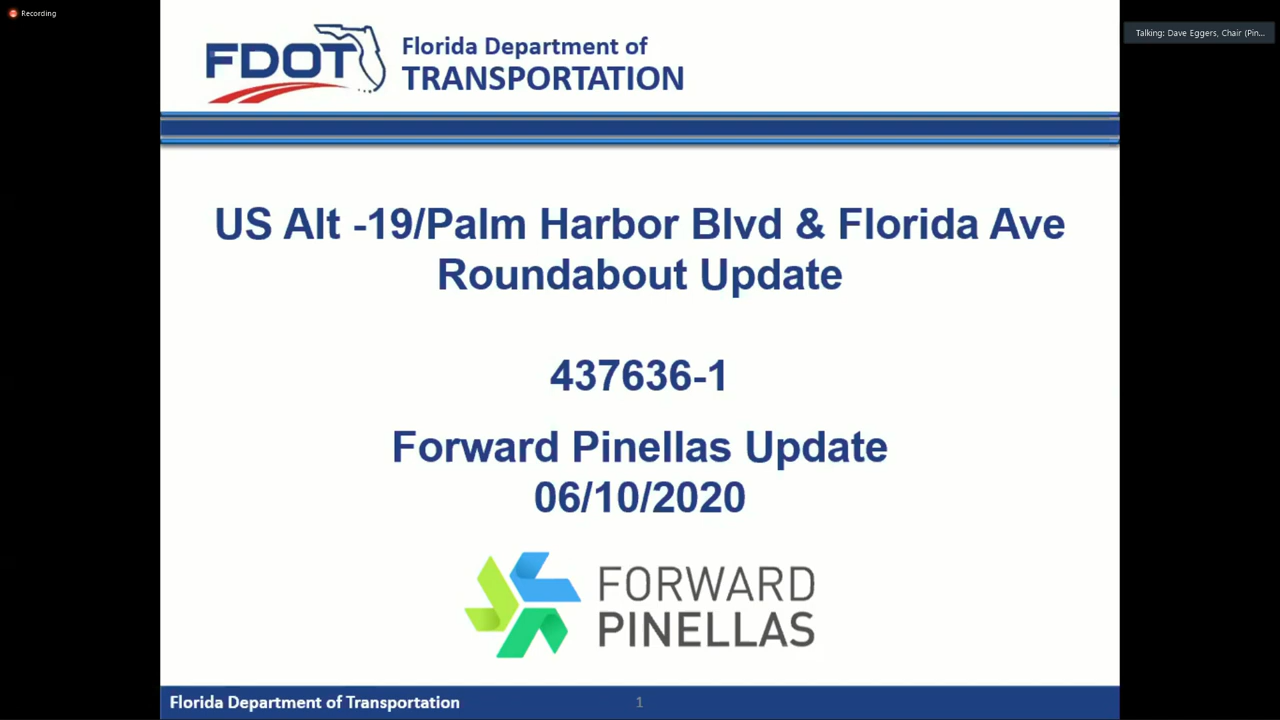 Recording
Talking: Dave Eggers, Chair (Pin...
FDOT
Florida Department of
TRANSPORTATION
US Alt -19/Palm Harbor Blvd & Florida Ave
Roundabout Update
437636-1
Forward Pinellas Update
06/10/2020
FORWARD
PINELLAS
Florida Department of Transportation
1